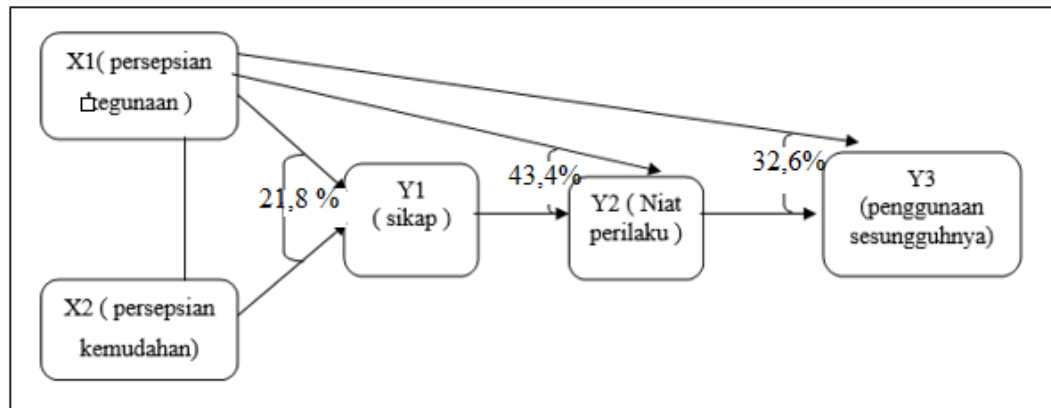 X1( persepsian
tegunaan )
21,8 %
Y1
( sikap )
43,4%
Y2 ( Niat
perilaku )
32,6%
Y3
(penggunaan
sesungguhnya)
X2 ( persepsian
kemudahan)